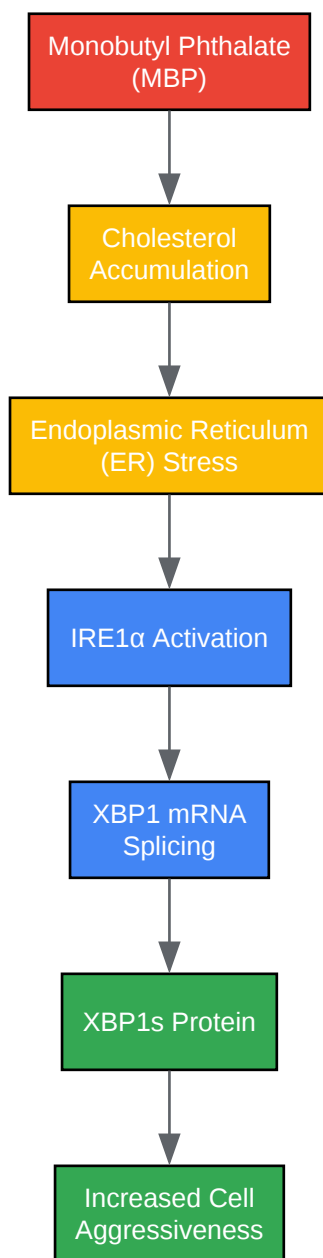 Monobutyl Phthalate
(MBP)
Cholesterol
Accumulation
Endoplasmic Reticulum
(ER) Stress
IRE1α Activation
XBP1 mRNA
Splicing
XBP1s Protein
Increased Cell
Aggressiveness